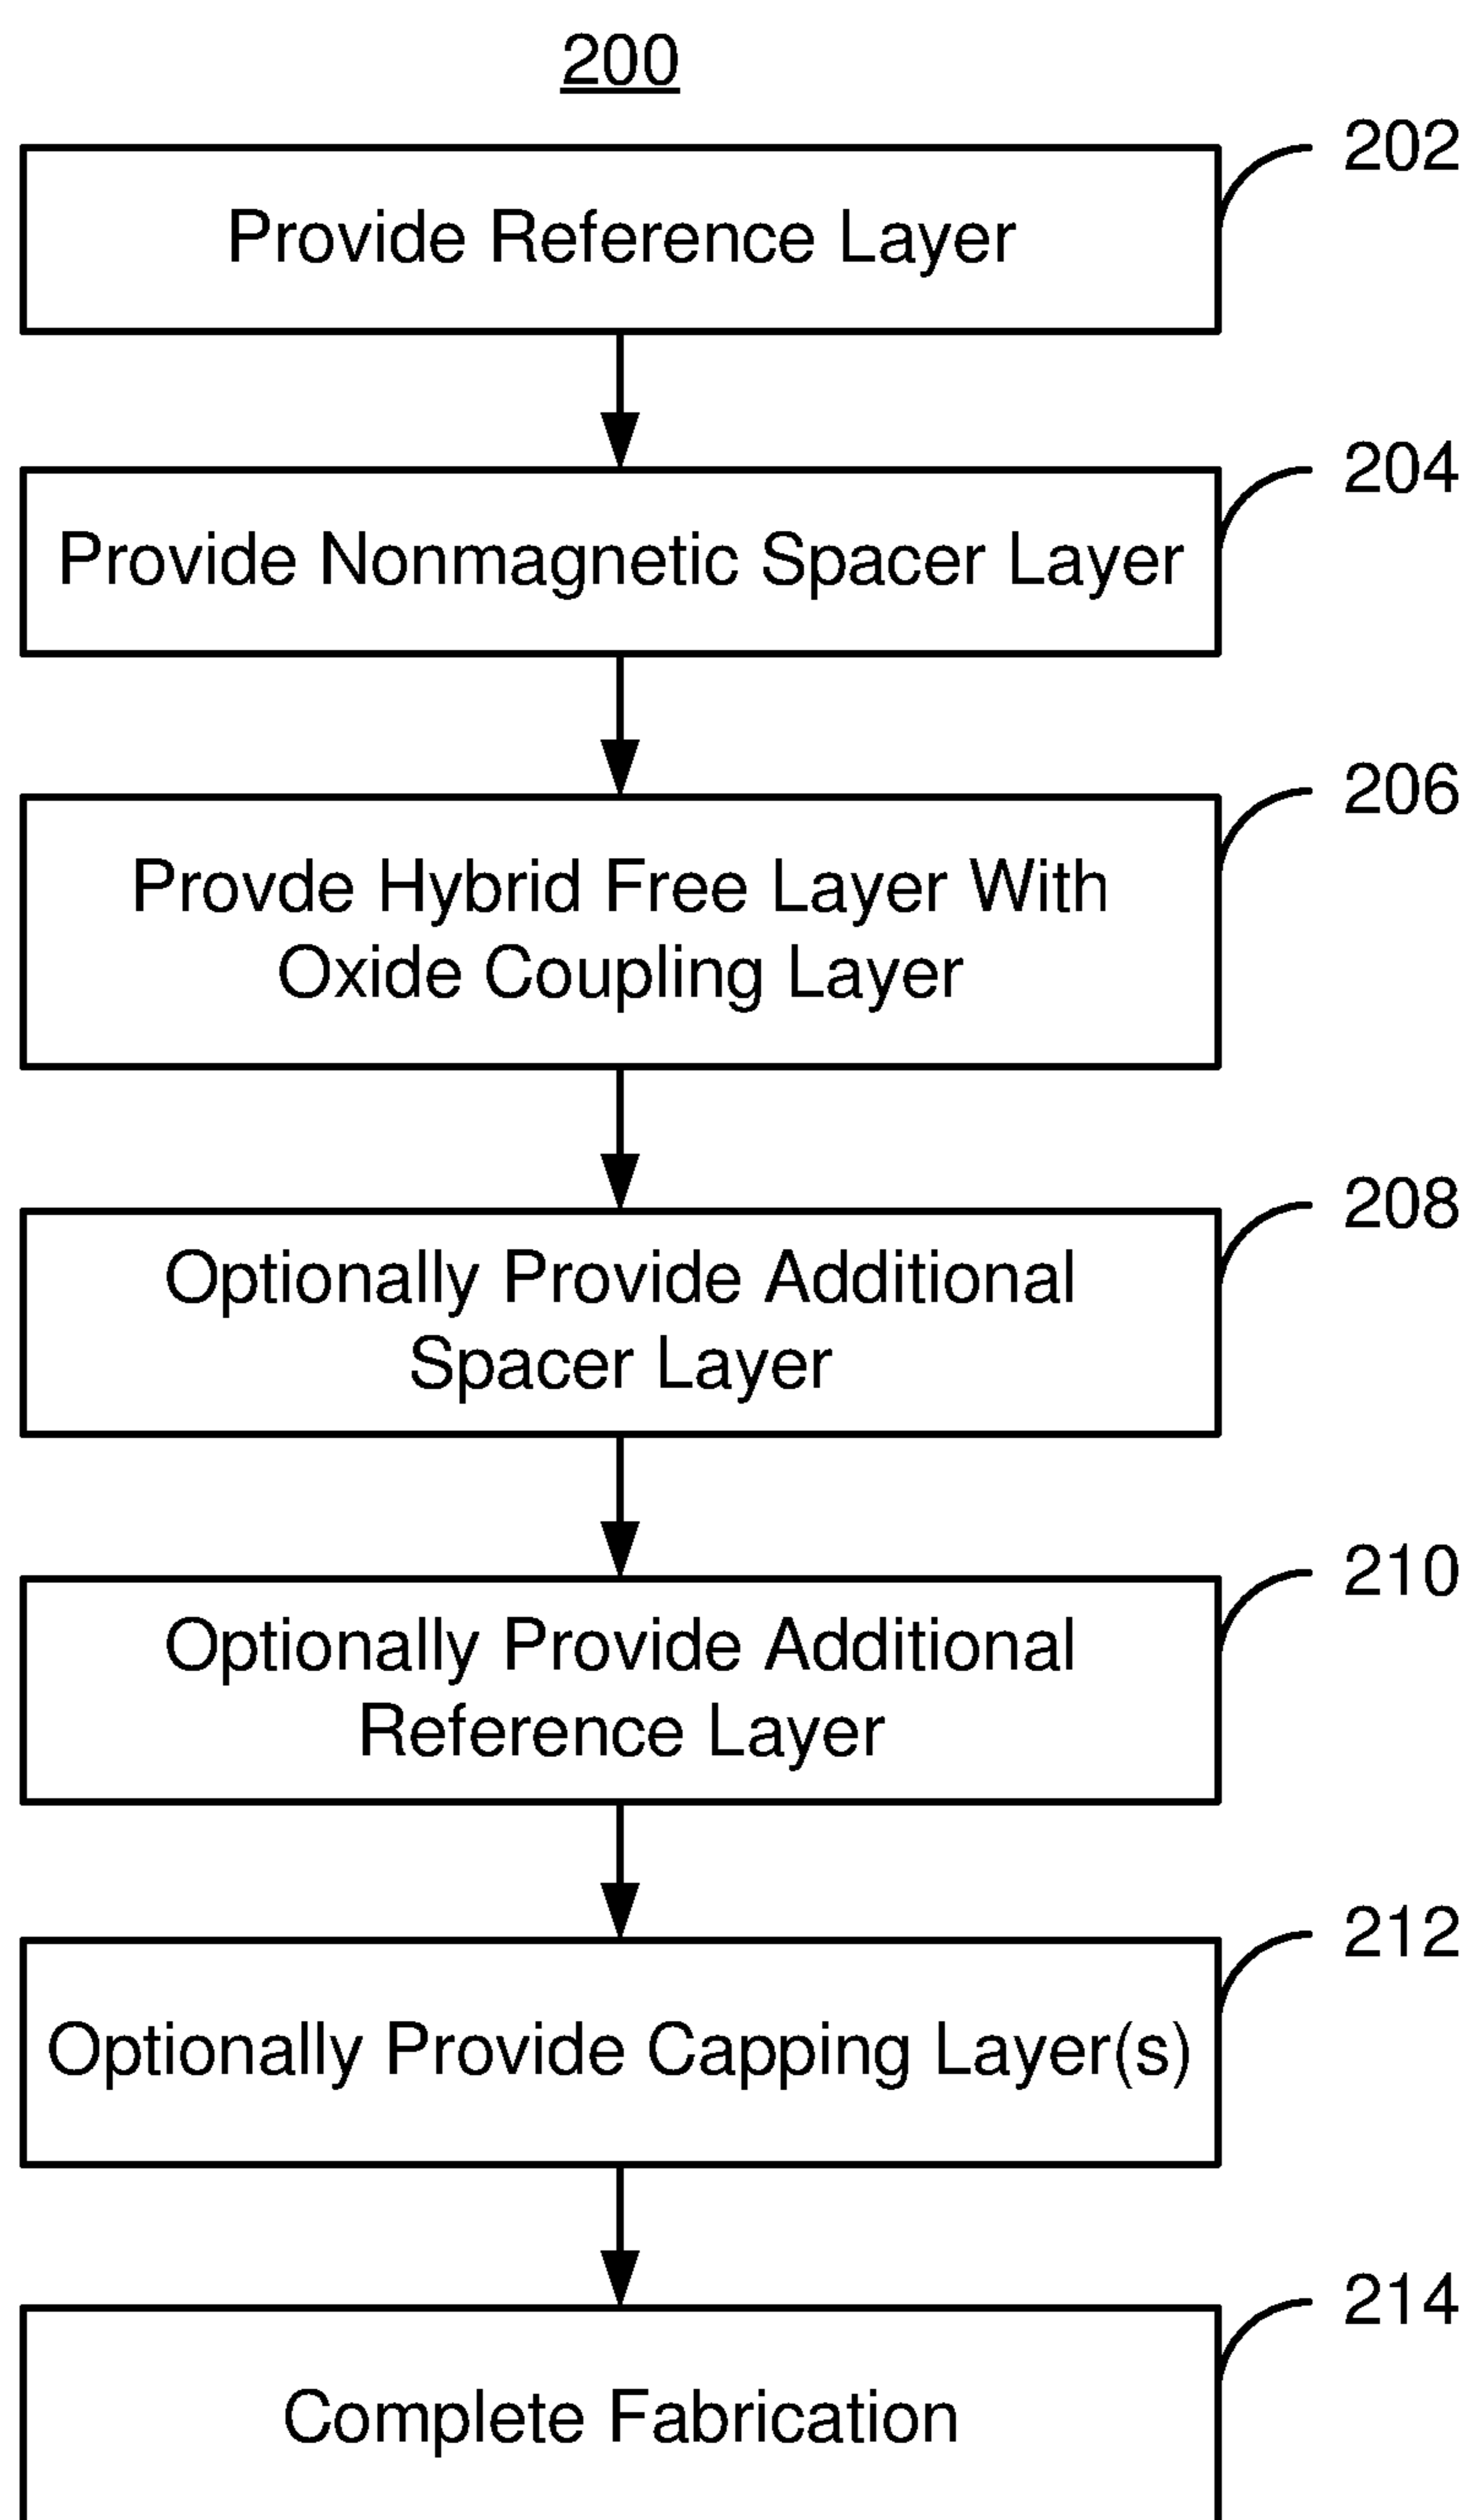 200
202
Provide Reference Layer
204
Provide Nonmagnetic Spacer Layer
206
Provde Hybrid Free Layer With
Oxide Coupling Layer
208
Optionally Provide Additional
Spacer Layer
210
Optionally Provide Additional
Reference Layer
212
Optionally Provide Capping Layer(s)
214
Complete Fabrication